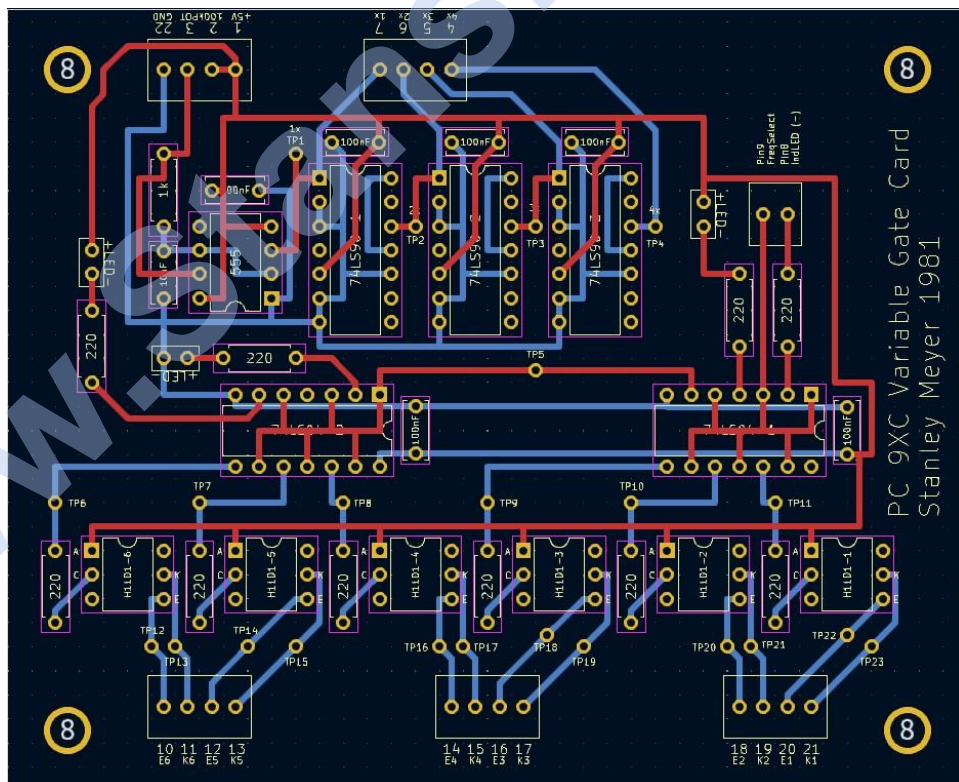 22 3 2 1
GND 100kPOT +5V
7 6 5 4
1x 2x 3x 4x
8
8
1x
TP1
100nF
100nF
100nF
1k
100nF
10nF
555
74LS90-1
74LS90-2
TP2
TP3
4x
TP4
+LED-
+LED-
Pin9
FreqSelect
Pin8
IndLED (-)
PC 9XC Variable Gate Card
Stanley Meyer 1981
220
220
220
220
+LED-
TP5
100nF
100nF
TP6
TP7
TP8
TP9
TP10
TP11
220
220
220
220
220
220
A
C
K
E
H11D1-6
A
C
K
E
H11D1-5
A
C
K
E
H11D1-4
A
C
K
E
H11D1-3
A
C
K
E
H11D1-2
A
C
K
E
H11D1-1
TP12
TP13
TP14
TP15
TP16
TP17
TP18
TP19
TP20
TP21
TP22
TP23
8
8
10 11 12 13
E6 K6 E5 K5
14 15 16 17
E4 K4 E3 K3
18 19 20 21
E2 K2 E1 K1